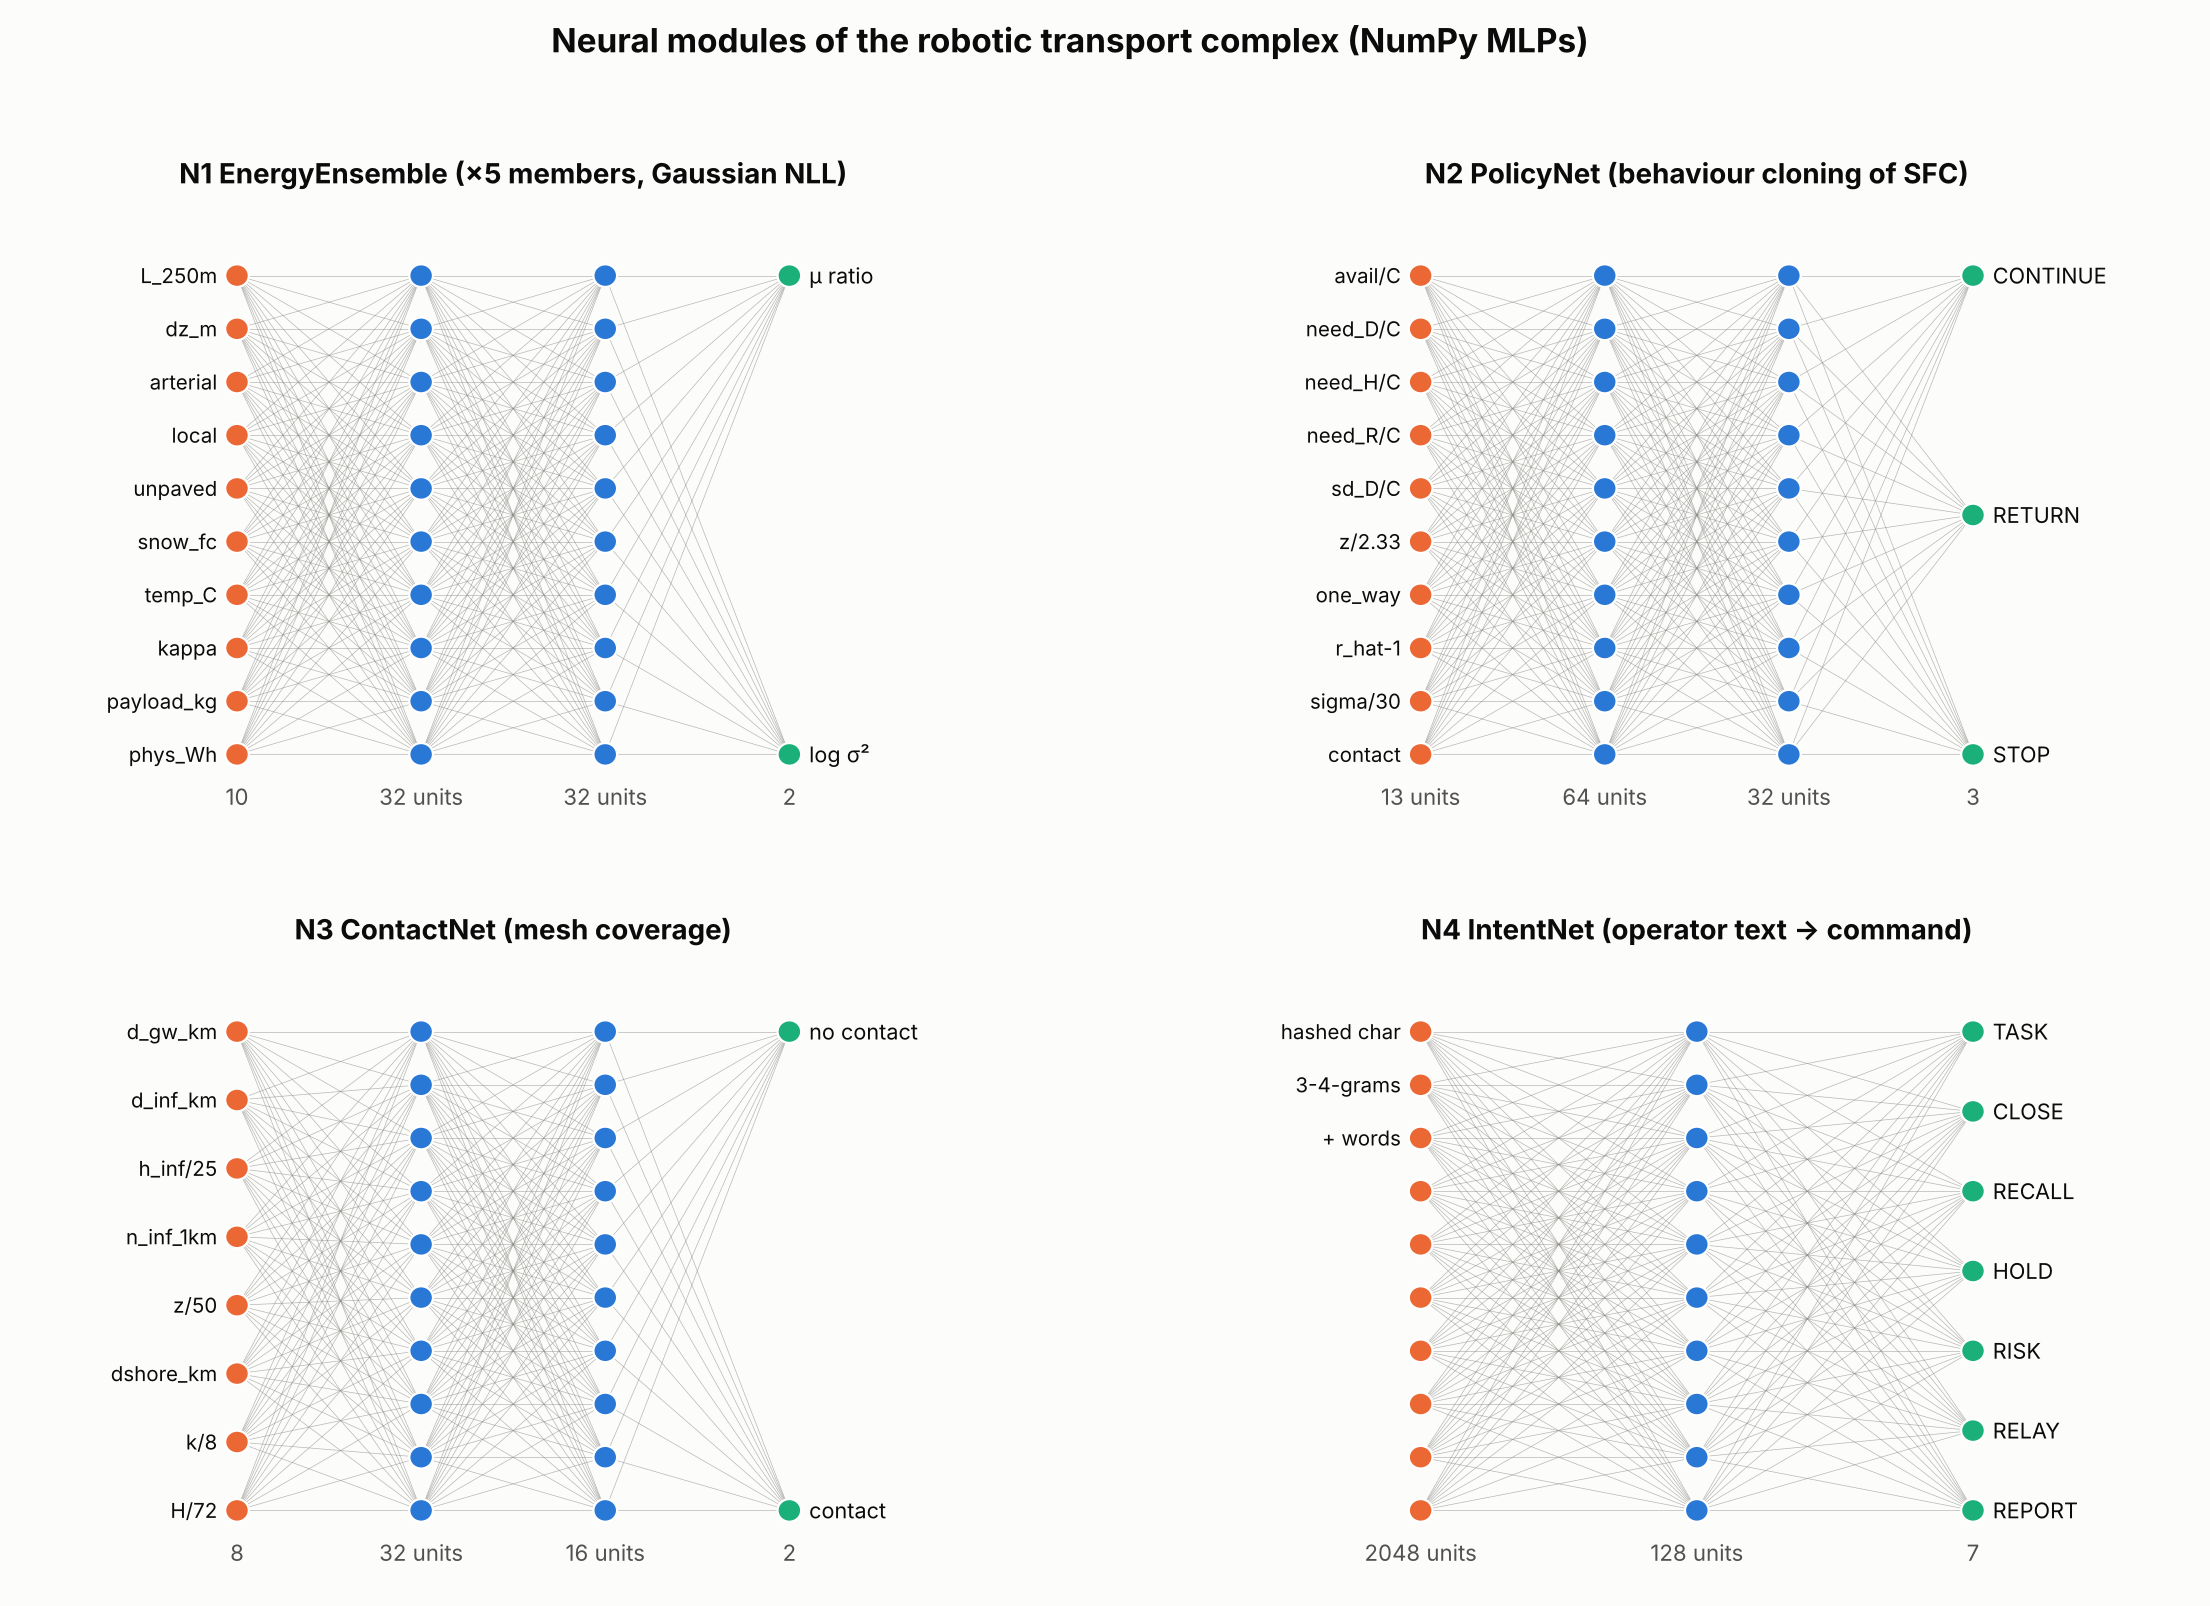 Neural modules of the robotic transport complex (NumPy MLPs)
N1 EnergyEnsemble (×5 members, Gaussian NLL)
L_250m
dz_m
arterial
local
unpaved
snow_fc
temp_C
kappa
payload_kg
phys_Wh
µ ratio
log σ²
10
32 units
32 units
2
N2 PolicyNet (behaviour cloning of SFC)
avail/C
need_D/C
need_H/C
need_R/C
sd_D/C
z/2.33
one_way
r_hat-1
sigma/30
contact
CONTINUE
RETURN
STOP
13 units
64 units
32 units
3
N3 ContactNet (mesh coverage)
d_gw_km
d_inf_km
h_inf/25
n_inf_1km
z/50
dshore_km
k/8
H/72
no contact
contact
8
32 units
16 units
2
N4 IntentNet (operator text → command)
hashed char
3-4-grams
+ words
TASK
CLOSE
RECALL
HOLD
RISK
RELAY
REPORT
2048 units
128 units
7